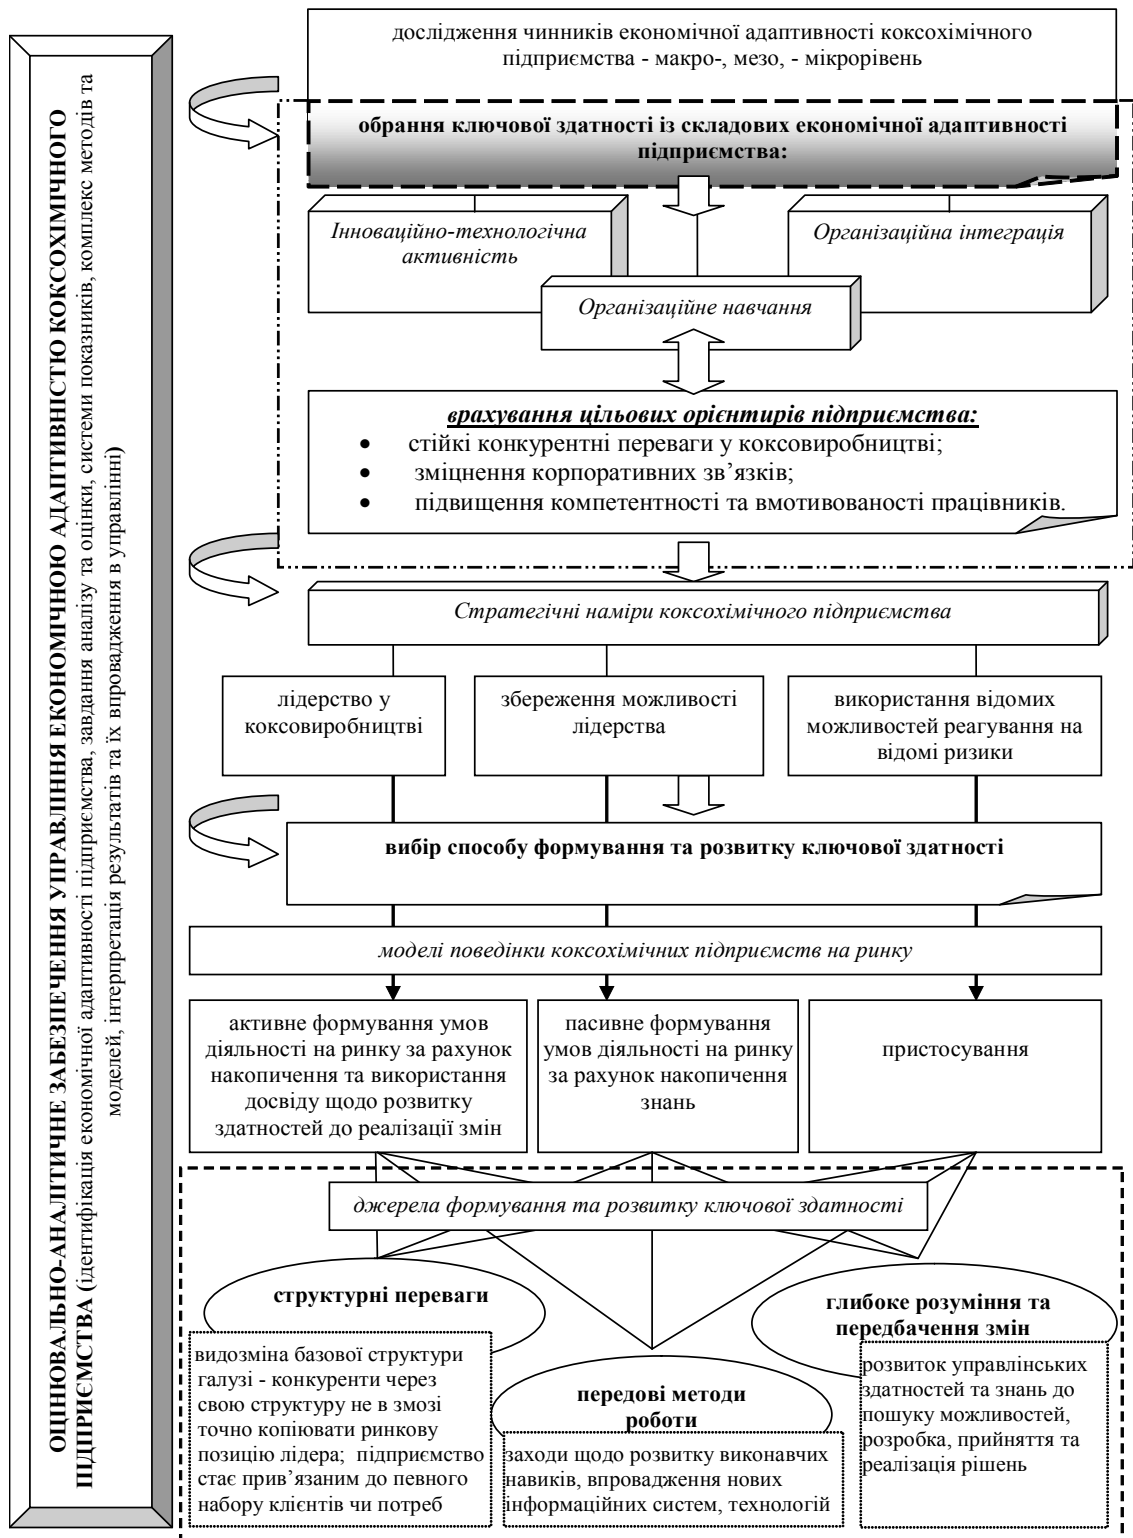 ОЦІНЮВАЛЬНО-АНАЛІТИЧНЕ ЗАБЕЗПЕЧЕННЯ УПРАВЛІННЯ ЕКОНОМІЧНОЮ АДАПТИВНІСТЮ КОКСОХІМІЧНОГО
ПІДПРИЄМСТВА (ідентифікація економічної адаптивності підприємства, завдання аналізу та оцінки, системи показників, комплекс методів та
моделей, інтерпретація результатів та їх впровадження в управлінні)
дослідження чинників економічної адаптивності коксохімічного
підприємства - макро-, мезо, - мікрорівень
обрання ключової здатності із складових економічної адаптивності
підприємства:
Інноваційно-технологічна
активність
Організаційна інтеграція
Організаційне навчання
врахування цільових орієнтирів підприємства:
• стійкі конкурентні переваги у коксовиробництві;
• зміцнення корпоративних зв’язків;
• підвищення компетентності та вмотивованості працівників.
Стратегічні наміри коксохімічного підприємства
лідерство у
коксовиробництві
збереження можливості
лідерства
використання відомих
можливостей реагування на
відомі ризики
вибір способу формування та розвитку ключової здатності
моделі поведінки коксохімічних підприємств на ринку
активне формування умов
діяльності на ринку за рахунок
накопичення та використання
досвіду щодо розвитку
здатностей до реалізації змін
пасивне формування
умов діяльності на ринку
за рахунок накопичення
знань
пристосування
джерела формування та розвитку ключової здатності
структурні переваги
видозміна базової структури
галузі - конкуренти через
свою структуру не в змозі
точно копіювати ринкову
позицію лідера; підприємство
стає прив’язаним до певного
набору клієнтів чи потреб
передові методи
роботи
заходи щодо розвитку виконавчих
навиків, впровадження нових
інформаційних систем, технологій
глибоке розуміння та
передбачення змін
розвиток управлінських
здатностей та знань до
пошуку можливостей,
розробка, прийняття та
реалізація рішень